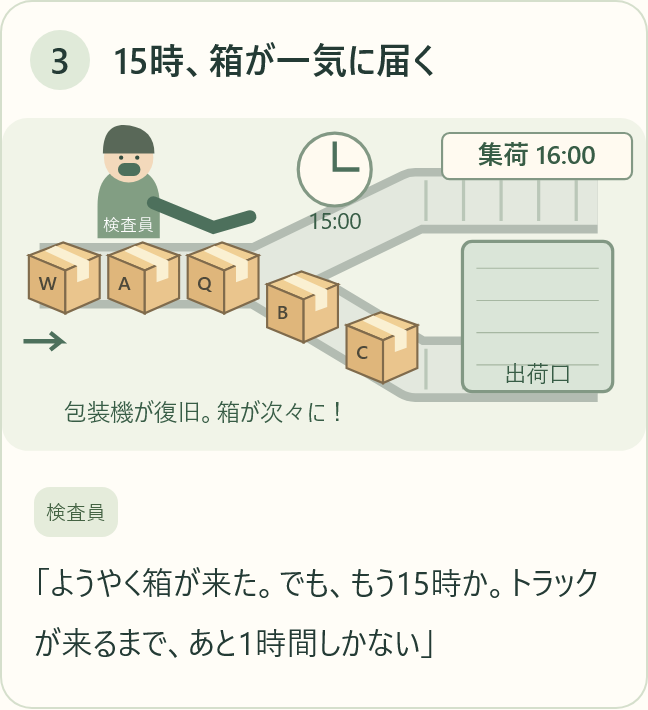 3 15時、箱が一気に届く
集荷 16:00
15:00
検査員
W A Q B C
出荷口
包装機が復旧。箱が次々に！
検査員
「ようやく箱が来た。でも、もう15時か。トラック
が来るまで、あと1時間しかない」